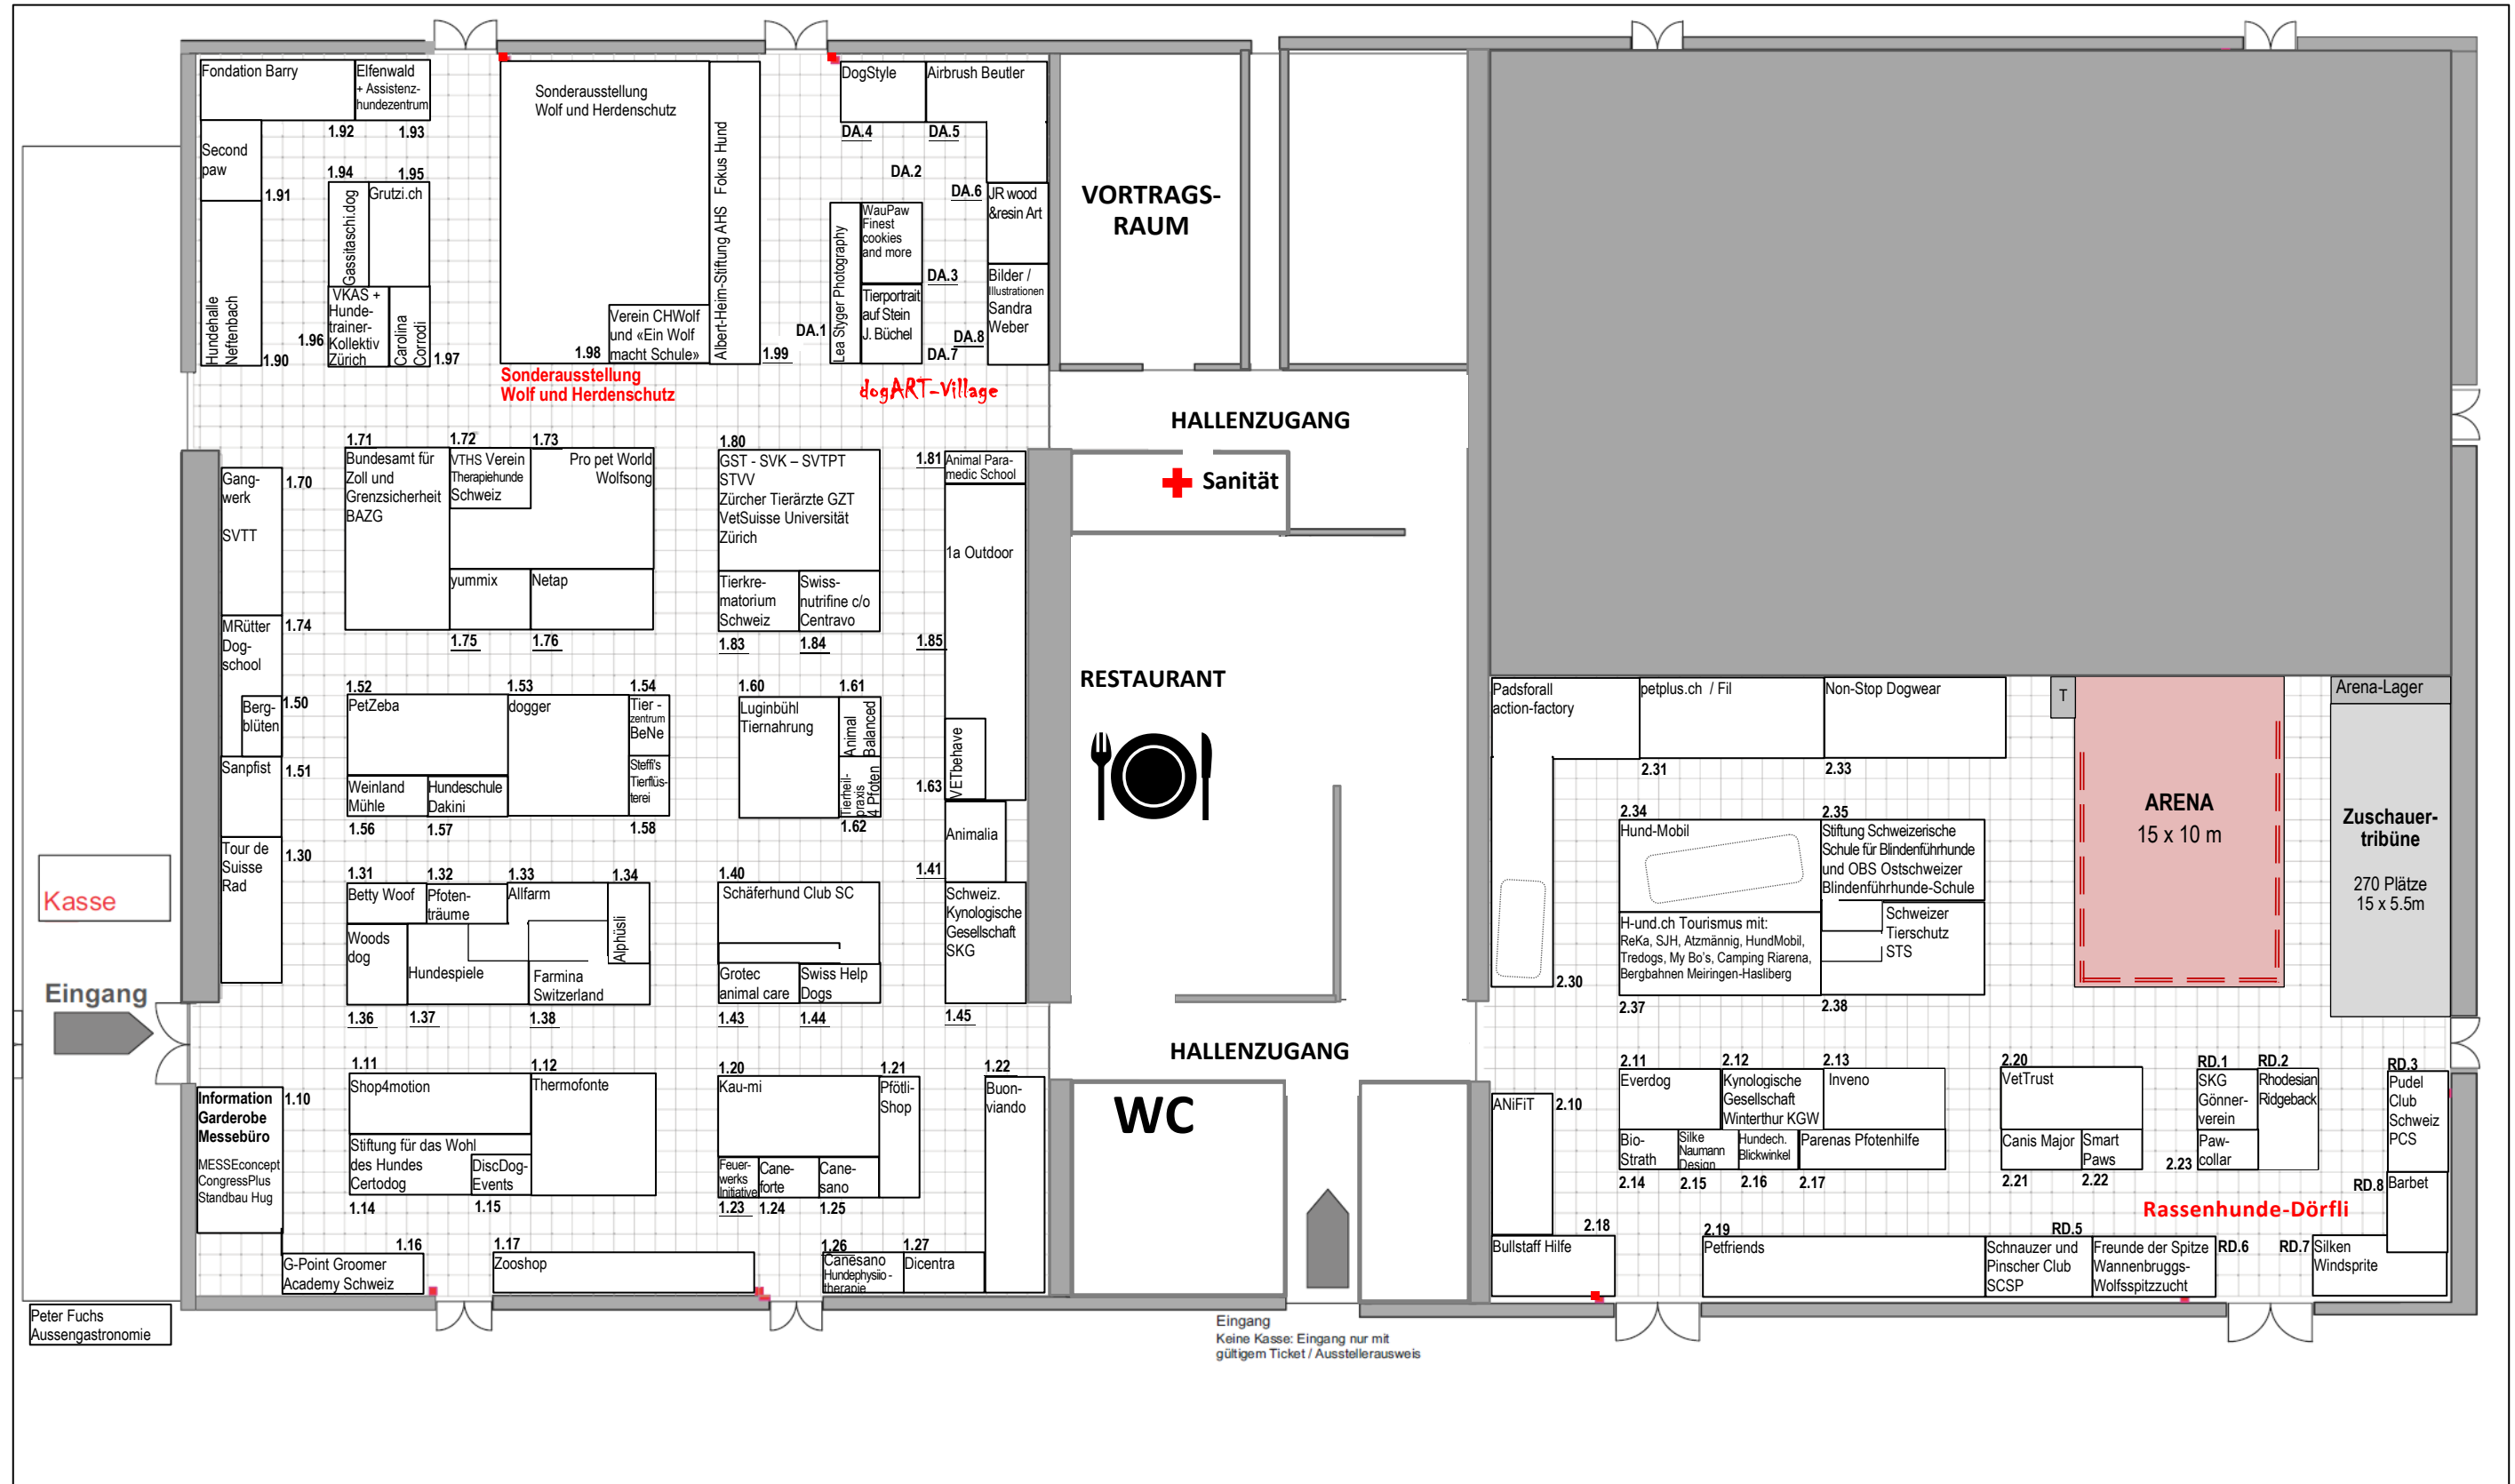 Fondation Barry
Elfenwald
+ Assistenz-
hundezentrum
1.92
1.93
Second
paw
1.91
Hundehalle
Neftenbach
1.90
1.94
1.95
Gassitaschi.dog
Grutzi.ch
VKAS +
Hunde-
trainer-
Kollektiv
Zürich
1.96
Carolina
Corrodi
1.97
Sonderausstellung
Wolf und Herdenschutz
Verein CHWolf
und «Ein Wolf
macht Schule»
1.98
Albert-Heim-Stiftung AHS Fokus Hund
1.99
Sonderausstellung
Wolf und Herdenschutz
DogStyle
Airbrush Beutler
DA.4
DA.5
DA.2
DA.6
JR wood
&resin Art
Lea Styger Photography
WauPaw
Finest
cookies
and more
DA.3
Bilder /
Illustrationen
Sandra
Weber
Tierportrait
auf Stein
J. Büchel
DA.1
DA.8
DA.7
dogART-Village
VORTRAGS-
RAUM
HALLENZUGANG
Sanität
RESTAURANT
HALLENZUGANG
WC
1.70
Gang-
werk
SVTT
1.71
Bundesamt für
Zoll und
Grenzsicherheit
BAZG
1.72
VTHS Verein
Therapiehunde
Schweiz
1.73
Pro pet World
Wolfsong
yummix
Netap
1.75
1.76
1.80
GST - SVK – SVTPT
STVV
Zürcher Tierärzte GZT
VetSuisse Universität
Zürich
Tierkre-
matorium
Schweiz
Swiss-
nutrifine c/o
Centravo
1.83
1.84
1.81
Animal Para-
medic School
1a Outdoor
1.85
MRütter
Dog-
school
1.74
Berg-
blüten
1.50
Sanpfist
1.51
1.52
PetZeba
1.53
dogger
1.54
Tier -
zentrum
BeNe
Steffi's
Tierflüs-
terei
Weinland
Mühle
Hundeschule
Dakini
1.56
1.57
1.58
1.60
Luginbühl
Tiernahrung
1.61
Animal
Balanced
Tierheil-
praxis
4 Pfoten
1.62
1.63
VETbehave
Animalia
1.41
Tour de
Suisse
Rad
1.30
1.31
Betty Woof
1.32
Pfoten-
träume
1.33
Allfarm
1.34
Alphüsli
Woods
dog
Hundespiele
Farmina
Switzerland
1.36
1.37
1.38
1.40
Schäferhund Club SC
Grotec
animal care
Swiss Help
Dogs
1.43
1.44
Schweiz.
Kynologische
Gesellschaft
SKG
1.45
Kasse
Eingang
Information
Garderobe
Messebüro
MESSEconcept
CongressPlus
Standbau Hug
1.10
1.11
Shop4motion
1.12
Thermofonte
Stiftung für das Wohl
des Hundes
Certodog
DiscDog-
Events
1.14
1.15
1.20
Kau-mi
1.21
Pfötli-
Shop
1.22
Buon-
viando
Feuer-
werks
Initiative
Cane-
forte
Cane-
sano
1.23
1.24
1.25
1.16
G-Point Groomer
Academy Schweiz
1.17
Zooshop
1.26
Canesano
Hundephysiio -
therapie
1.27
Dicentra
Peter Fuchs
Aussengastronomie
Eingang
Keine Kasse: Eingang nur mit
gültigem Ticket / Ausstellerausweis
Padsforall
action-factory
petplus.ch / Fil
Non-Stop Dogwear
2.31
2.33
2.30
2.34
Hund-Mobil
2.35
Stiftung Schweizerische
Schule für Blindenführhunde
und OBS Ostschweizer
Blindenführhunde-Schule
H-und.ch Tourismus mit:
ReKa, SJH, Atzmännig, HundMobil,
Tredogs, My Bo's, Camping Riarena,
Bergbahnen Meiringen-Hasliberg
Schweizer
Tierschutz
STS
2.37
2.38
T
ARENA
15 x 10 m
Arena-Lager
Zuschauer-
tribüne
270 Plätze
15 x 5.5m
ANiFiT
2.10
2.11
Everdog
2.12
Kynologische
Gesellschaft
Winterthur KGW
2.13
Inveno
Bio-
Strath
Silke
Naumann
Design
Hundech.
Blickwinkel
Parenas Pfotenhilfe
2.14
2.15
2.16
2.17
2.20
VetTrust
Canis Major
Smart
Paws
2.21
2.22
RD.1
SKG
Gönner-
verein
RD.2
Rhodesian
Ridgeback
Paw-
collar
2.23
RD.3
Pudel
Club
Schweiz
PCS
RD.8
Barbet
Rassenhunde-Dörfli
2.18
Bullstaff Hilfe
2.19
Petfriends
RD.5
Schnauzer und
Pinscher Club
SCSP
Freunde der Spitze
Wannenbruggs-
Wolfsspitzzucht
RD.6
RD.7
Silken
Windsprite